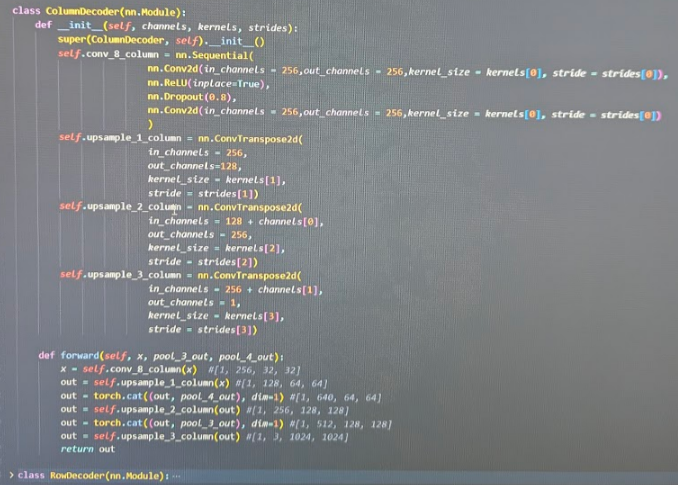 class ColumnDecoder(nn.Module):
    def __init__(self, channels, kernels, strides):
        super(ColumnDecoder, self).__init__()
        self.conv_8_column = nn.Sequential(
                        nn.Conv2d(in_channels = 256,out_channels = 256,kernel_size = kernels[0], stride = strides[0]),
                        nn.ReLU(inplace=True),
                        nn.Dropout(0.8),
                        nn.Conv2d(in_channels = 256,out_channels = 256,kernel_size = kernels[0], stride = strides[0])
                        )
        self.upsample_1_column = nn.ConvTranspose2d(
                        in_channels = 256,
                        out_channels=128,
                        kernel_size = kernels[1],
                        stride = strides[1])
        self.upsample_2_column = nn.ConvTranspose2d(
                        in_channels = 128 + channels[0],
                        out_channels = 256,
                        kernel_size = kernels[2],
                        stride = strides[2])
        self.upsample_3_column = nn.ConvTranspose2d(
                        in_channels = 256 + channels[1],
                        out_channels = 1,
                        kernel_size = kernels[3],
                        stride = strides[3])
    def forward(self, x, pool_3_out, pool_4_out):
        x = self.conv_8_column(x)  #[1, 256, 32, 32]
        out = self.upsample_1_column(x) #[1, 128, 64, 64]
        out = torch.cat((out, pool_4_out), dim=1) #[1, 640, 64, 64]
        out = self.upsample_2_column(out) #[1, 256, 128, 128]
        out = torch.cat((out, pool_3_out), dim=1) #[1, 512, 128, 128]
        out = self.upsample_3_column(out) #[1, 3, 1024, 1024]
        return out
> class RowDecoder(nn.Module): ...